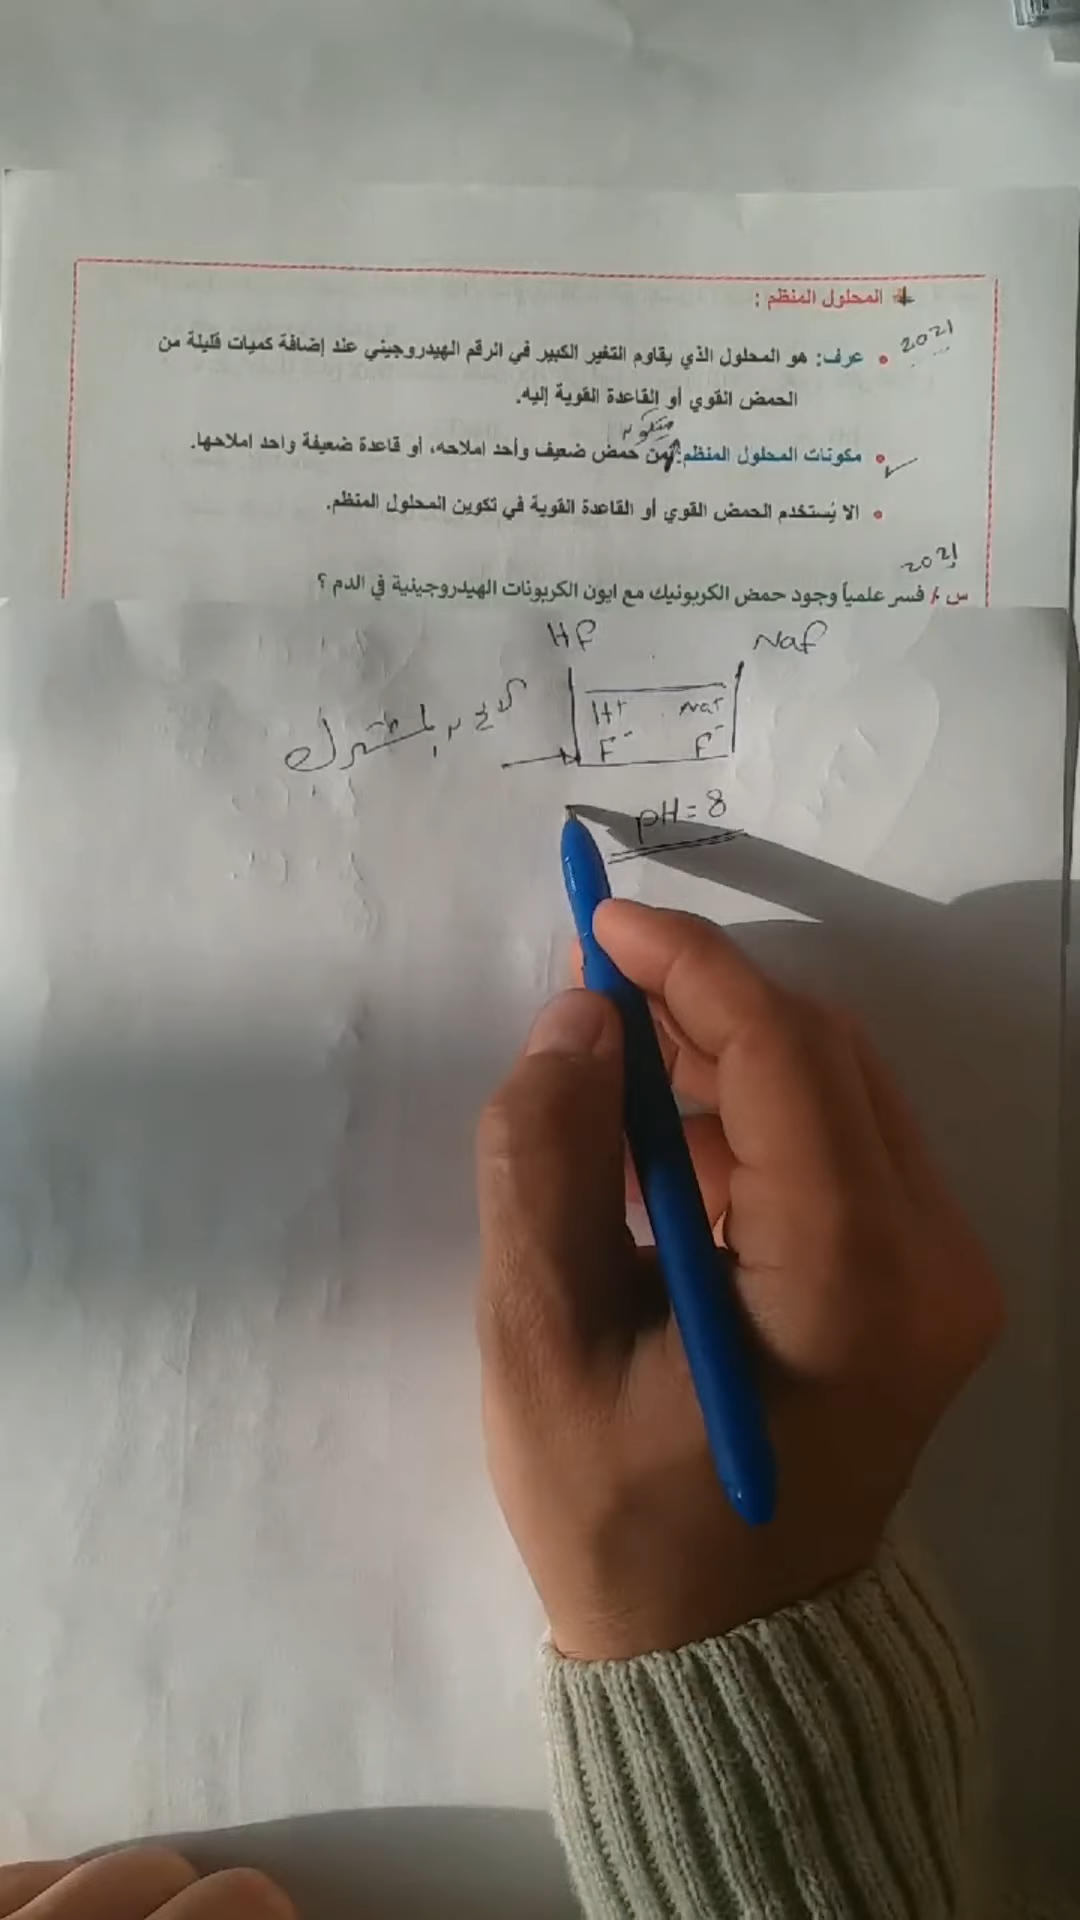 المحلول المنظم :
2021
عرف: هو المحلول الذي يقاوم التغير الكبير في الرقم الهيدروجيني عند إضافة كميات قليلة من
الحمض القوي أو القاعدة القوية إليه.
مكونات المحلول المنظم: من حمض ضعيف وأحد املاحه، أو قاعدة ضعيفة واحد املاحها.
الا يُستخدم الحمض القوي أو القاعدة القوية في تكوين المحلول المنظم.
2021
س / فسر علمياً وجود حمض الكربونيك مع ايون الكربونات الهيدروجينية في الدم ؟
HF NaF
H+ Na+
F- F-
pH = 8